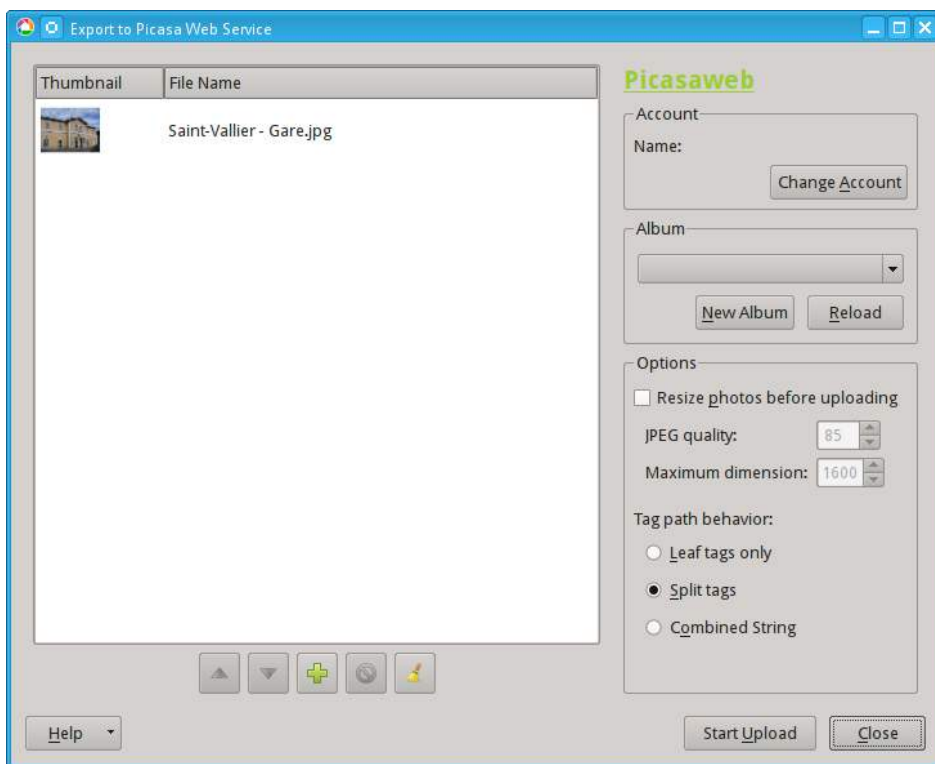 Export to Picasa Web Service
Thumbnail File Name
Saint-Vallier - Gare.jpg
Picasaweb
Account
Name:
Change Account
Album
New Album Reload
Options
Resize photos before uploading
JPEG quality: 85
Maximum dimension: 1600
Tag path behavior:
Leaf tags only
Split tags
Combined String
Help Start Upload Close